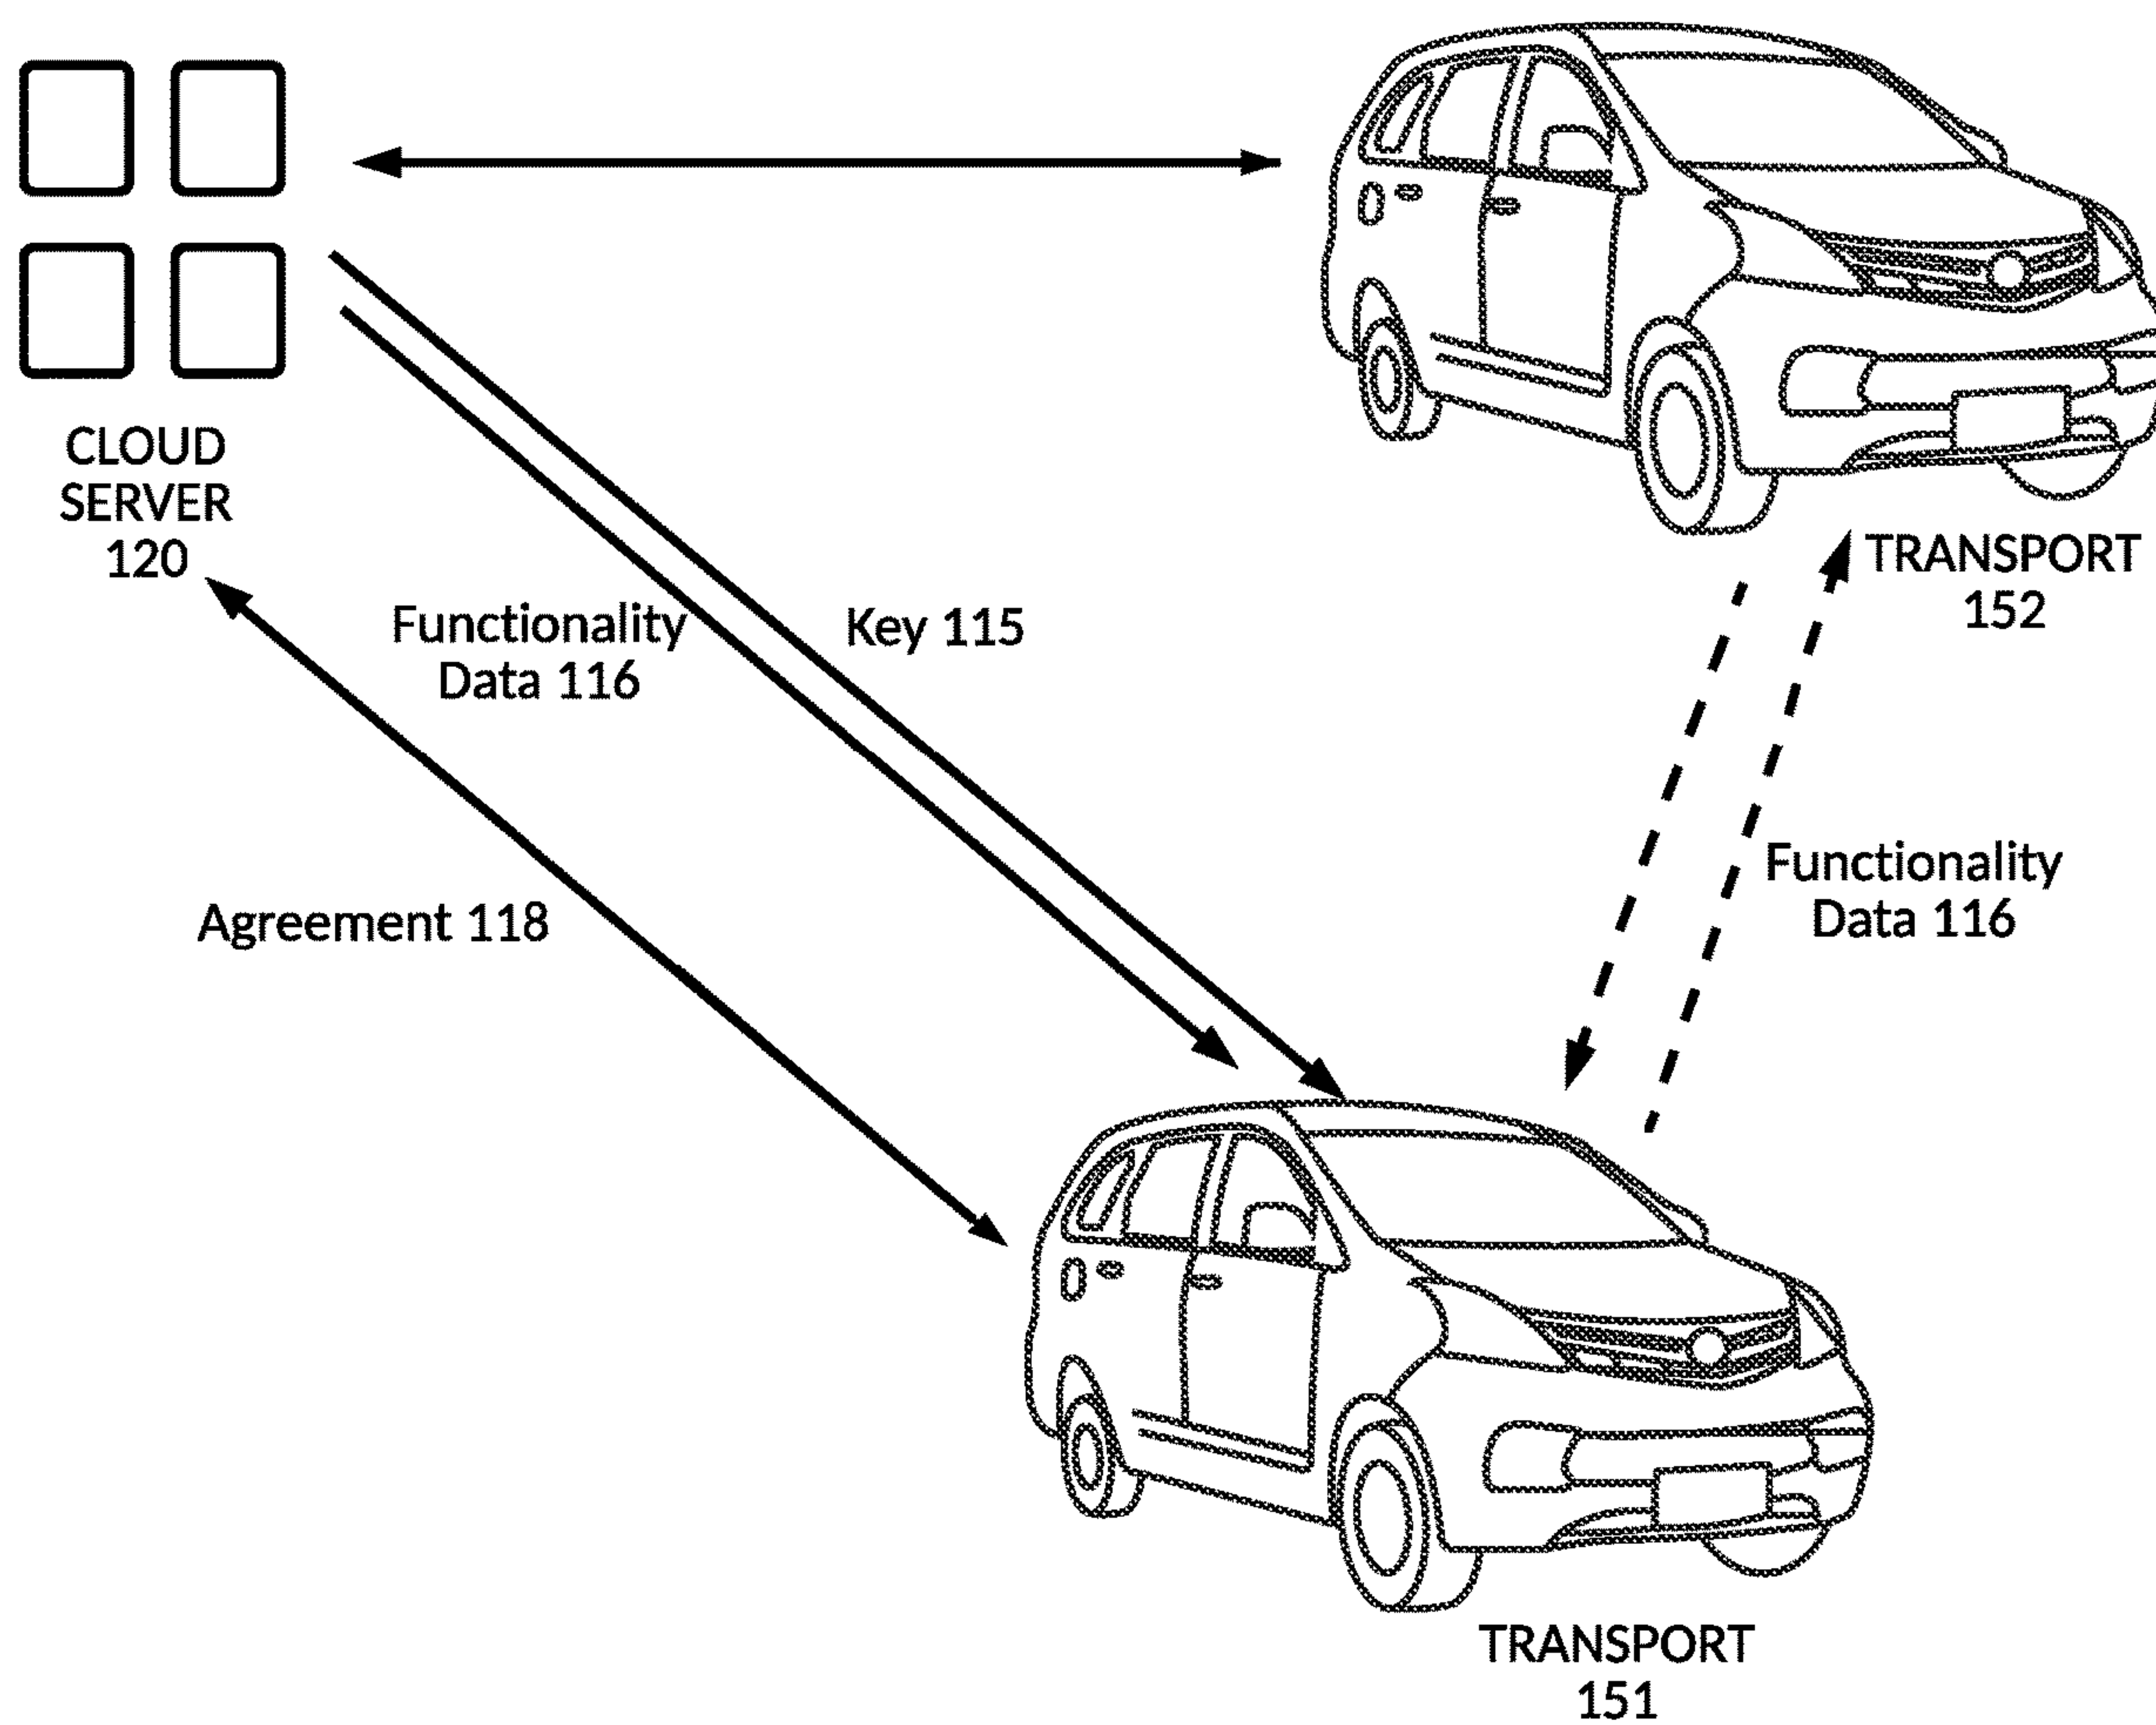 CLOUD
SERVER
120
TRANSPORT
152
Functionality
Data 116
Key 115
Functionality
Data 116
Agreement 118
TRANSPORT
151